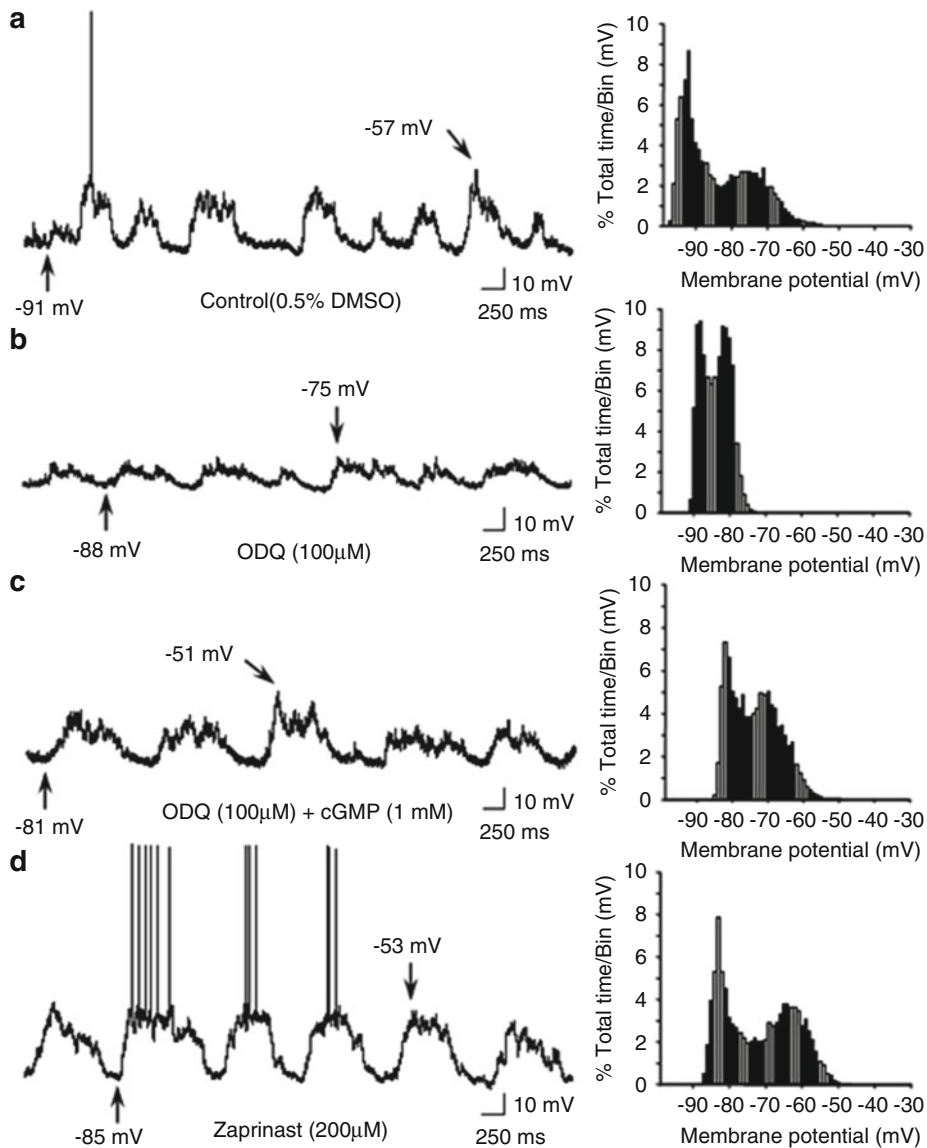 a
-57 mV
-91 mV
10 mV
Control(0.5% DMSO)
250 ms
% Total time/Bin (mV)
10
8
6
4
2
0
-90 -80 -70 -60 -50 -40 -30
Membrane potential (mV)
b
-75 mV
-88 mV
10 mV
ODQ (100μM)
250 ms
% Total time/Bin (mV)
10
8
6
4
2
0
-90 -80 -70 -60 -50 -40 -30
Membrane potential (mV)
c
-51 mV
-81 mV
10 mV
ODQ (100μM) + cGMP (1 mM)
250 ms
% Total time/Bin (mV)
10
8
6
4
2
0
-90 -80 -70 -60 -50 -40 -30
Membrane potential (mV)
d
-53 mV
-85 mV
10 mV
Zaprinast (200μM)
250 ms
% Total time/Bin (mV)
10
8
6
4
2
0
-90 -80 -70 -60 -50 -40 -30
Membrane potential (mV)